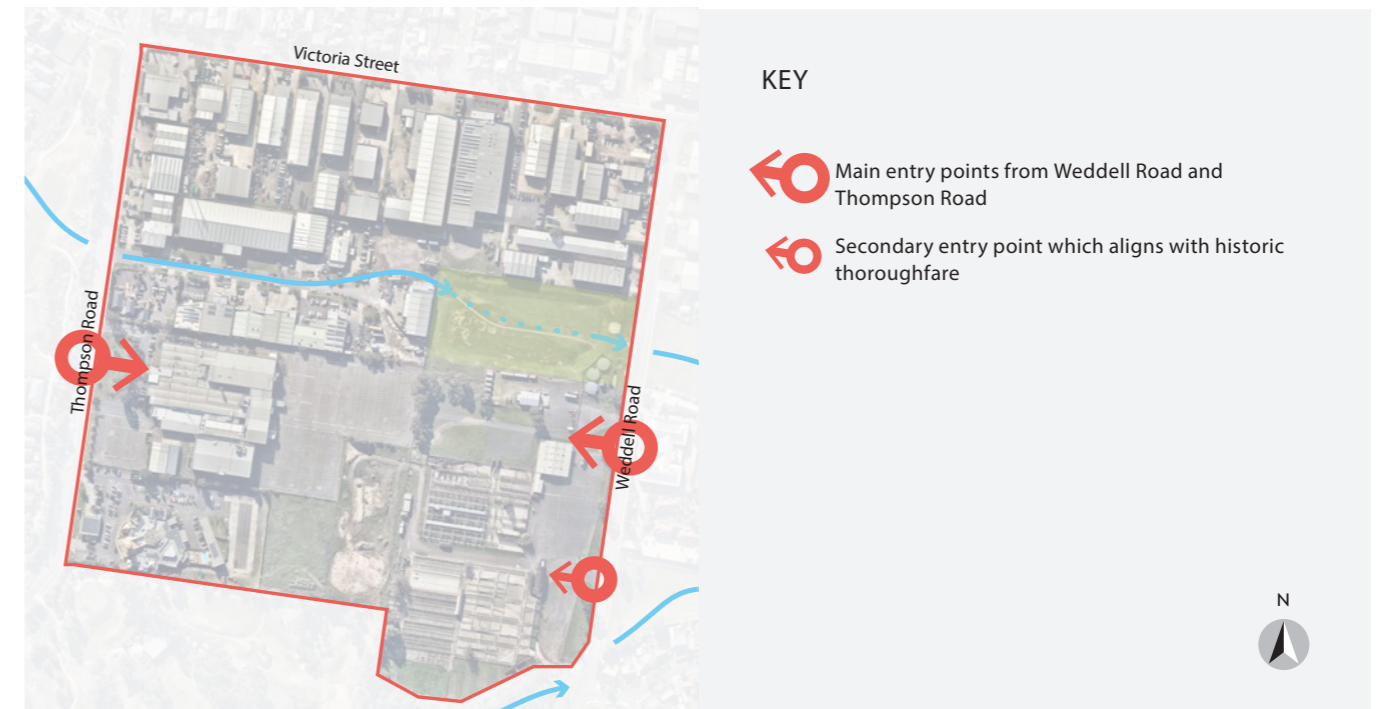 Victoria Street
Thompson Road
Weddell Road
KEY
Main entry points from Weddell Road and
Thompson Road
Secondary entry point which aligns with historic
thoroughfare
N